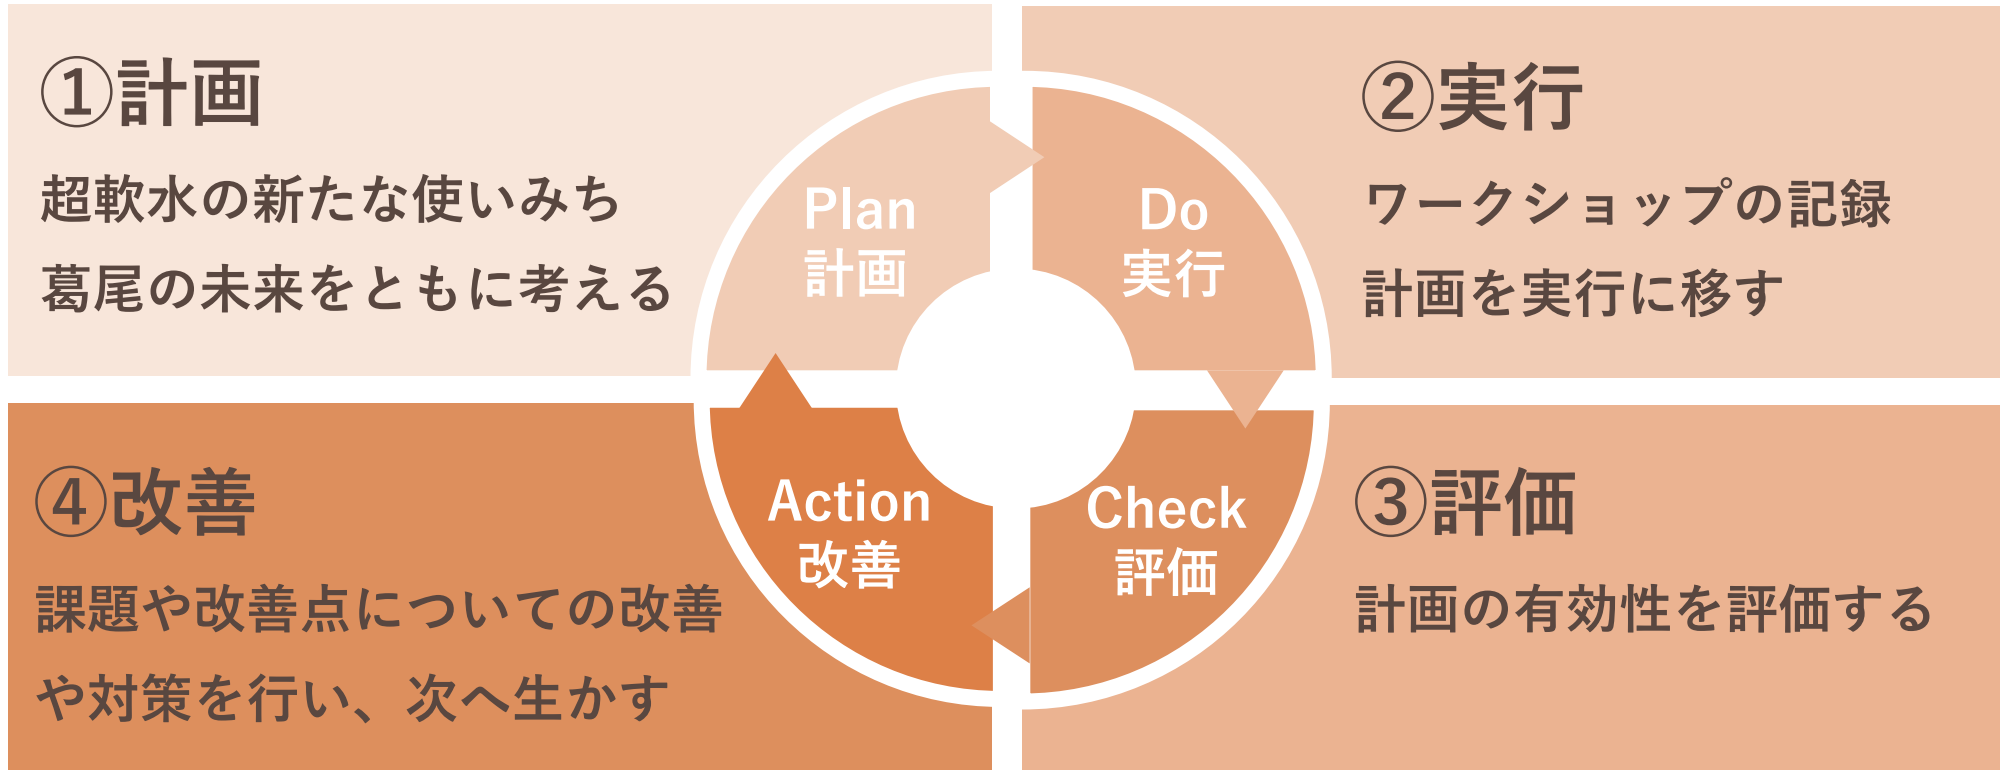 ①計画
超軟水の新たな使いみち
葛尾の未来をともに考える
Plan
計画
Do
実行
②実行
ワークショップの記録
計画を実行に移す
④改善
課題や改善点についての改善
や対策を行い、次へ生かす
Action
改善
Check
評価
③評価
計画の有効性を評価する